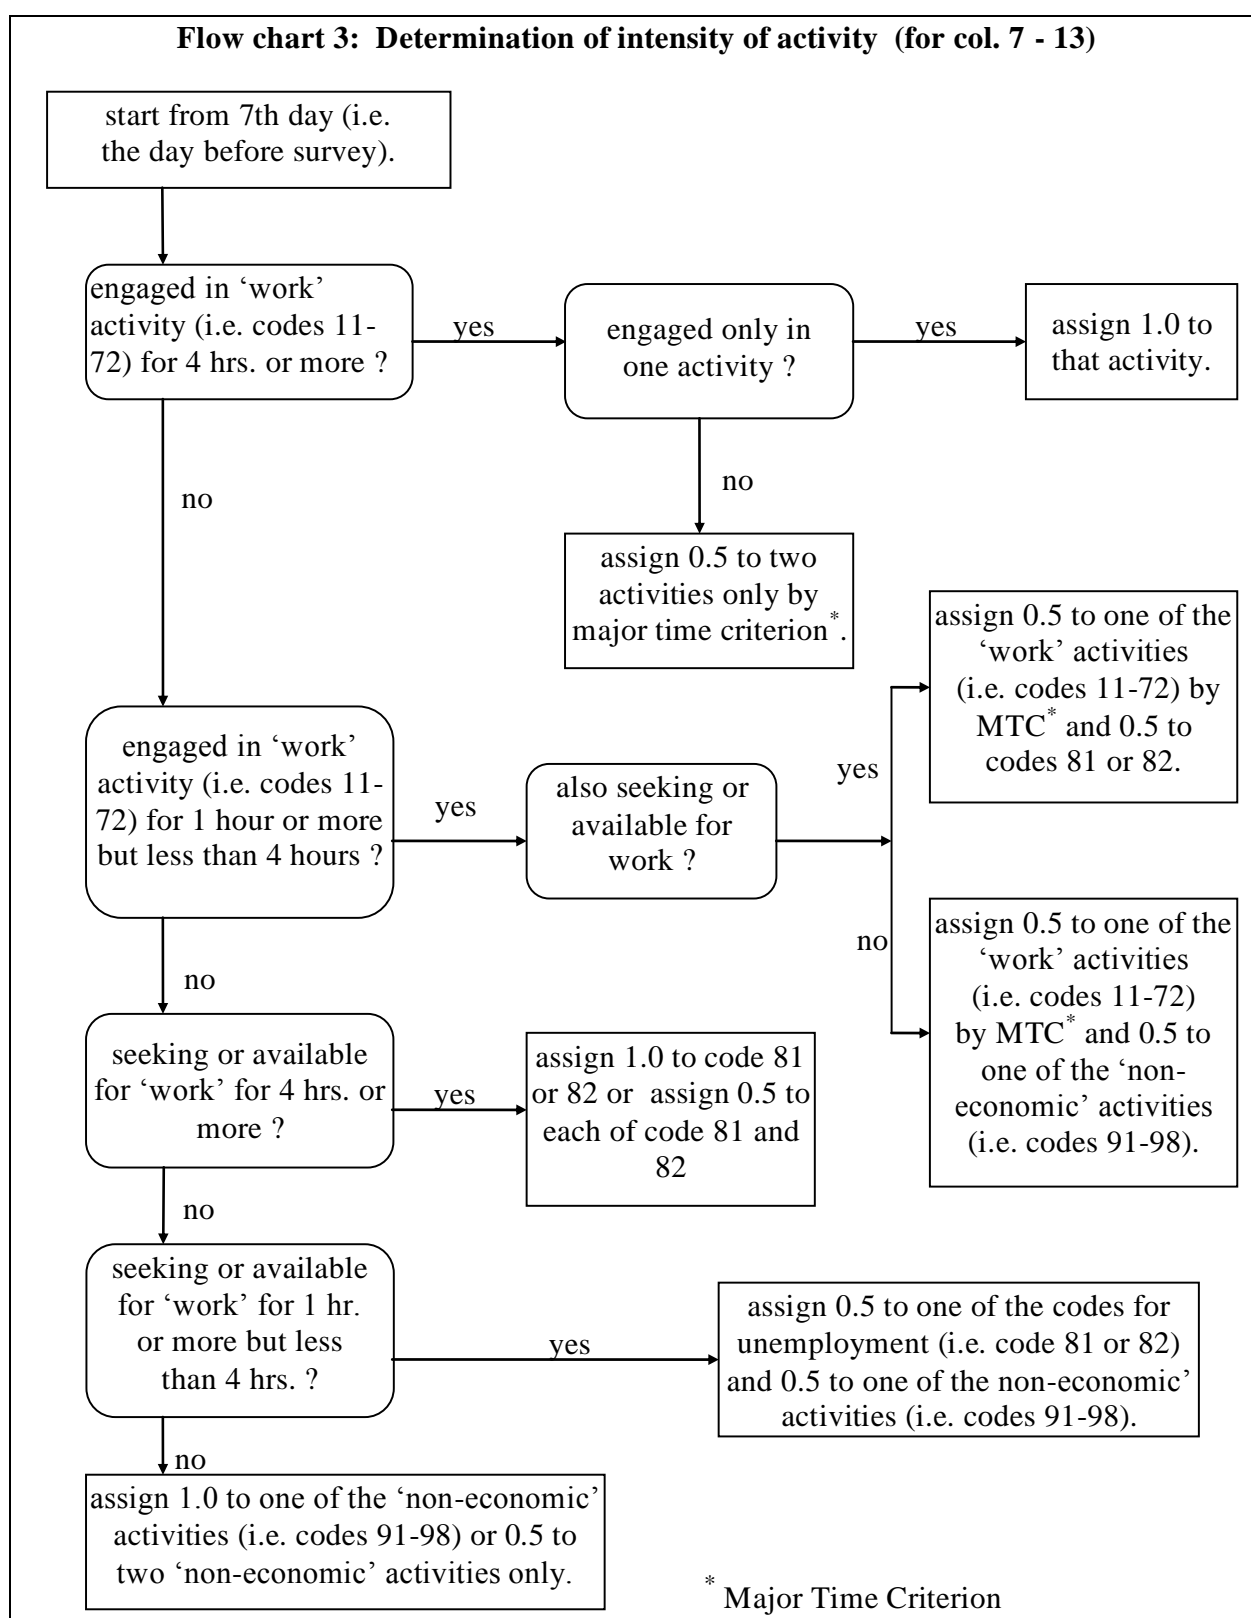 Flow chart 3: Determination of intensity of activity (for col. 7 - 13)
start from 7th day (i.e.
the day before survey).
engaged in ‘work’
activity (i.e. codes 11-
72) for 4 hrs. or more ?
yes
engaged only in
one activity ?
yes
assign 1.0 to
that activity.
no
no
assign 0.5 to two
activities only by
major time criterion*.
engaged in ‘work’
activity (i.e. codes 11-
72) for 1 hour or more
but less than 4 hours ?
yes
also seeking or
available for
work ?
yes
assign 0.5 to one of the
‘work’ activities
(i.e. codes 11-72) by
MTC* and 0.5 to
codes 81 or 82.
no
assign 0.5 to one of the
‘work’ activities
(i.e. codes 11-72)
by MTC* and 0.5 to
one of the ‘non-
economic’ activities
(i.e. codes 91-98).
no
seeking or available
for ‘work’ for 4 hrs. or
more ?
yes
assign 1.0 to code 81
or 82 or assign 0.5 to
each of code 81 and
82
no
seeking or available
for ‘work’ for 1 hr.
or more but less
than 4 hrs. ?
yes
assign 0.5 to one of the codes for
unemployment (i.e. code 81 or 82)
and 0.5 to one of the non-economic’
activities (i.e. codes 91-98).
no
assign 1.0 to one of the ‘non-economic’
activities (i.e. codes 91-98) or 0.5 to
two ‘non-economic’ activities only.
* Major Time Criterion